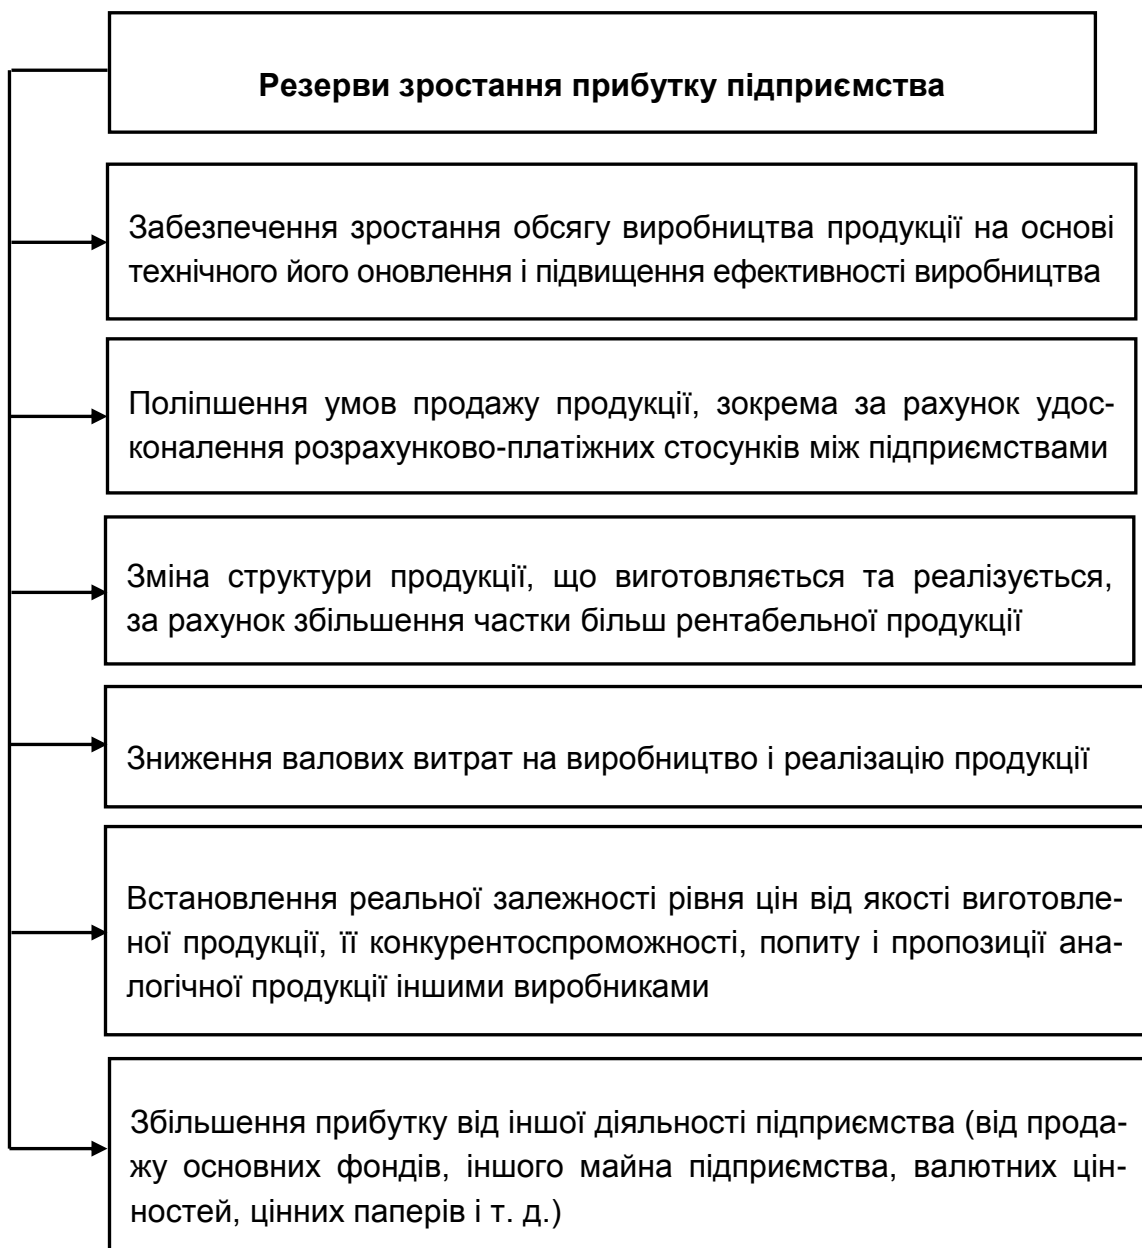 Резерви зростання прибутку підприємства
Забезпечення зростання обсягу виробництва продукції на основі
технічного його оновлення і підвищення ефективності виробництва
Поліпшення умов продажу продукції, зокрема за рахунок удос-
коналення розрахунково-платіжних стосунків між підприємствами
Зміна структури продукції, що виготовляється та реалізується,
за рахунок збільшення частки більш рентабельної продукції
Зниження валових витрат на виробництво і реалізацію продукції
Встановлення реальної залежності рівня цін від якості виготовле-
ної продукції, її конкурентоспроможності, попиту і пропозиції ана-
логічної продукції іншими виробниками
Збільшення прибутку від іншої діяльності підприємства (від прода-
жу основних фондів, іншого майна підприємства, валютних цін-
ностей, цінних паперів і т. д.)